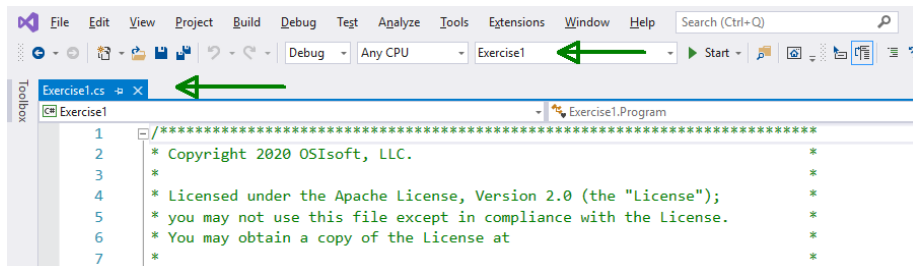 File Edit View Project Build Debug Test Analyze Tools Extensions Window Help Search (Ctrl+Q)
Debug Any CPU Exercise1 Start
Toolbox
Exercise1.cs
C# Exercise1 Exercise1.Program
1 /****************************************************************************
2 * Copyright 2020 OSIsoft, LLC. *
3 * *
4 * Licensed under the Apache License, Version 2.0 (the "License"); *
5 * you may not use this file except in compliance with the License. *
6 * You may obtain a copy of the License at *
7 * *